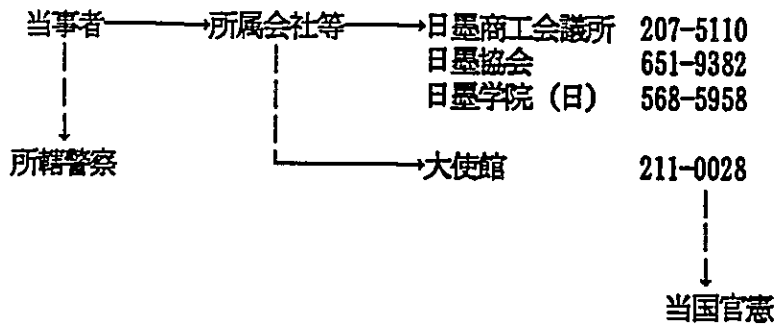 当事者 所属会社等 日墨商工会議所 207-5110
日墨協会 651-9382
日墨学院（日） 568-5958
所轄警察 大使館 211-0028
当国官憲